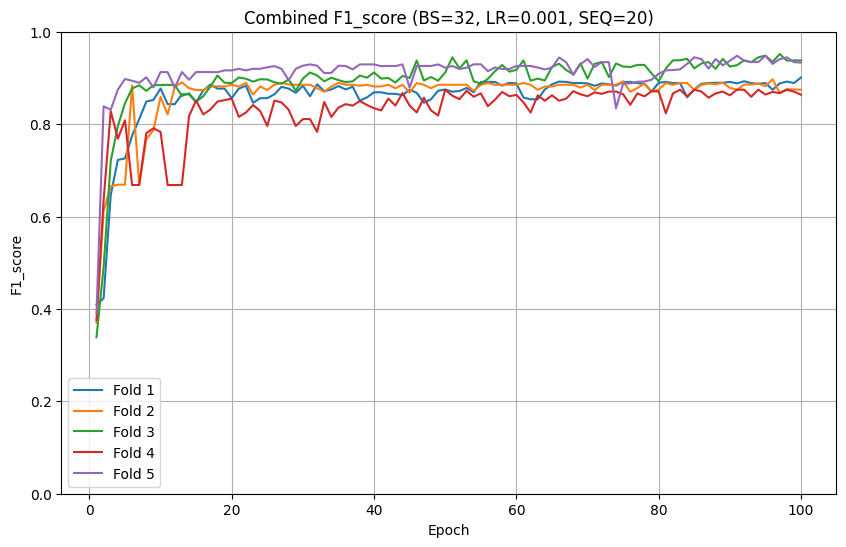 Combined F1_score (BS=32, LR=0.001, SEQ=20)
F1_score
1.0
0.8
0.6
0.4
0.2
0.0
Fold 1
Fold 2
Fold 3
Fold 4
Fold 5
0 20 40 60 80 100
Epoch